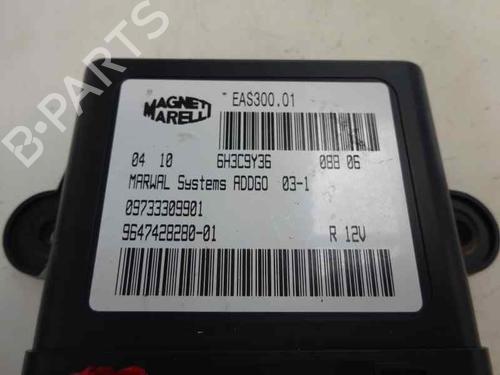 B-PARTS
MAGNETI
MARELLI
EAS300.01
04 10 6H3C9Y36 08B 06
MARWAL Systems ADDGO 03-1
09733309901
9647428280-01 R 12V